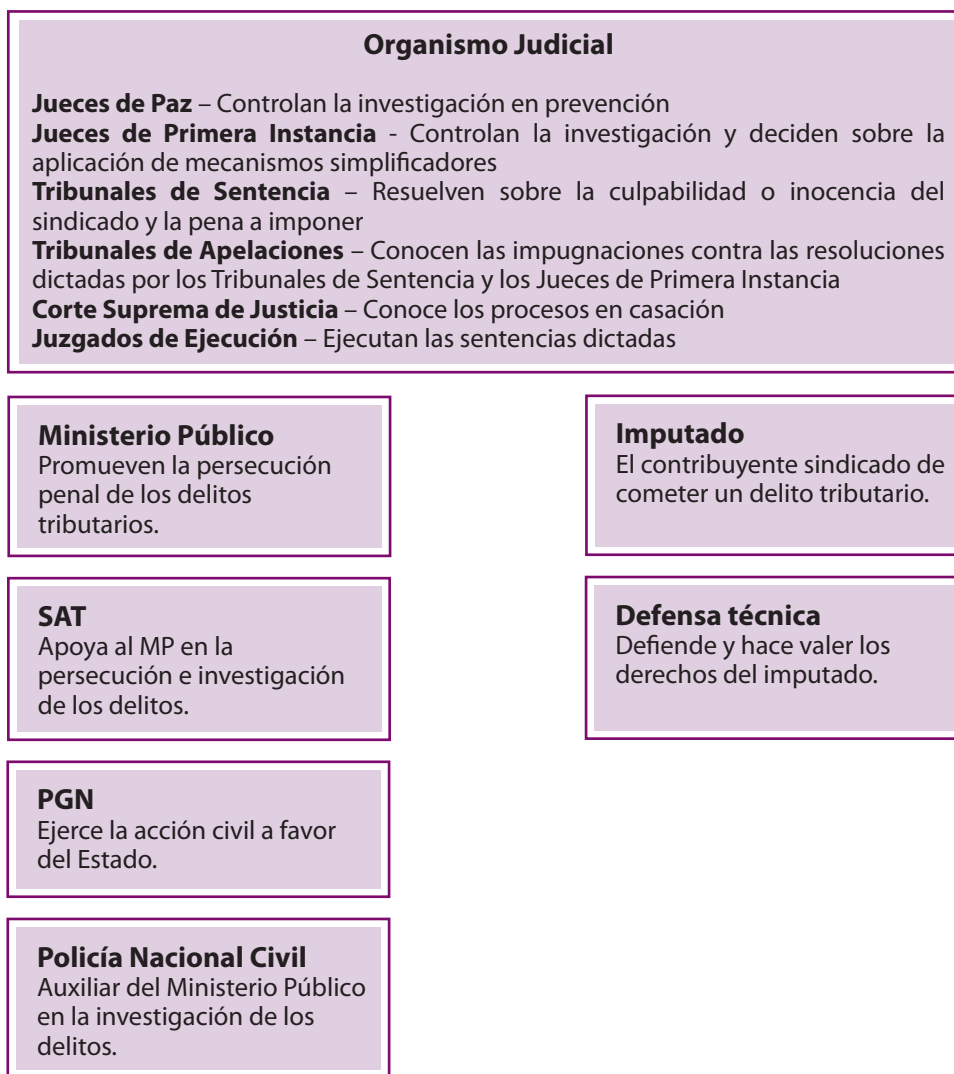 Organismo Judicial
Jueces de Paz – Controlan la investigación en prevención
Jueces de Primera Instancia - Controlan la investigación y deciden sobre la
aplicación de mecanismos simplificadores
Tribunales de Sentencia – Resuelven sobre la culpabilidad o inocencia del
sindicado y la pena a imponer
Tribunales de Apelaciones – Conocen las impugnaciones contra las resoluciones
dictadas por los Tribunales de Sentencia y los Jueces de Primera Instancia
Corte Suprema de Justicia – Conoce los procesos en casación
Juzgados de Ejecución – Ejecutan las sentencias dictadas
Ministerio Público
Promueven la persecución
penal de los delitos
tributarios.
Imputado
El contribuyente sindicado de
cometer un delito tributario.
SAT
Apoya al MP en la
persecución e investigación
de los delitos.
Defensa técnica
Defiende y hace valer los
derechos del imputado.
PGN
Ejerce la acción civil a favor
del Estado.
Policía Nacional Civil
Auxiliar del Ministerio Público
en la investigación de los
delitos.